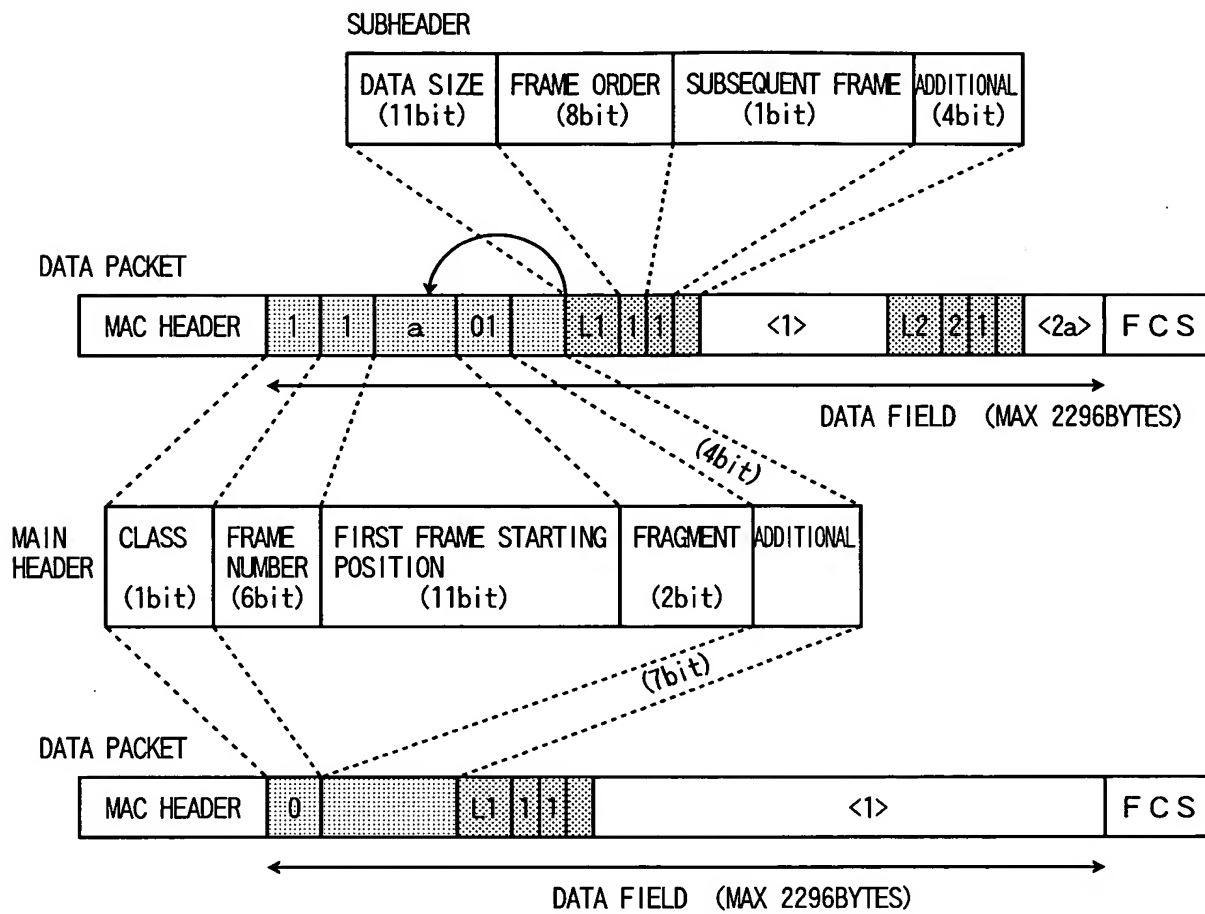 SUBHEADER
DATA SIZE FRAME ORDER SUBSEQUENT FRAME ADDITIONAL
(11bit) (8bit) (1bit) (4bit)
DATA PACKET
MAC HEADER 1 1 a 01 L1 1 1 <1> L2 2 1 <2a> FCS
DATA FIELD (MAX 2296BYTES)
(4bit)
MAIN HEADER
CLASS
(1bit)
FRAME NUMBER
(6bit)
FIRST FRAME STARTING POSITION
(11bit)
FRAGMENT
(2bit)
ADDITIONAL
(7bit)
DATA PACKET
MAC HEADER 0 L1 1 1 <1> FCS
DATA FIELD (MAX 2296BYTES)